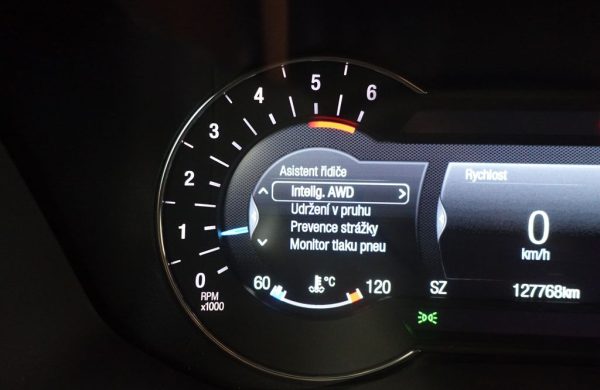 6
5
4
3
2
1
0
RPM
x1000
Asistent řidiče
Intelig. AWD
Udržení v pruhu
Prevence strážky
Monitor tlaku pneu
60 °C 120
Rychlost
0
km/h
SZ 127768km